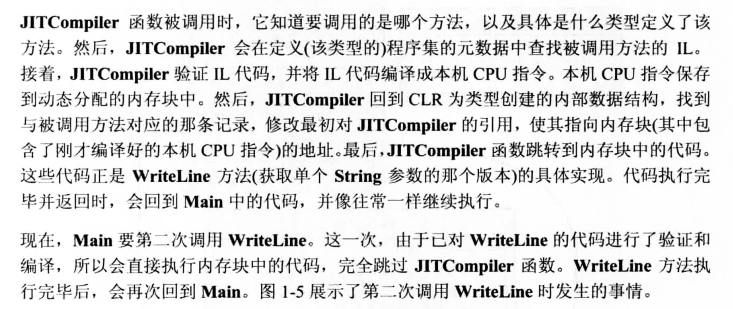 JITCompiler 函数被调用时，它知道要调用的是哪个方法，以及具体是什么类型定义了该
方法。然后，JITCompiler 会在定义(该类型的)程序集的元数据中查找被调用方法的 IL。
接着，JITCompiler 验证 IL 代码，并将 IL 代码编译成本机 CPU 指令。本机 CPU 指令保存
到动态分配的内存块中。然后，JITCompiler 回到 CLR 为类型创建的内部数据结构，找到
与被调用方法对应的那条记录，修改最初对 JITCompiler 的引用，使其指向内存块(其中包
含了刚才编译好的本机 CPU 指令)的地址。最后，JITCompiler 函数跳转到内存块中的代码。
这些代码正是 WriteLine 方法(获取单个 String 参数的那个版本)的具体实现。代码执行完
毕并返回时，会回到 Main 中的代码，并像往常一样继续执行。
现在，Main 要第二次调用 WriteLine。这一次，由于已对 WriteLine 的代码进行了验证和
编译，所以会直接执行内存块中的代码，完全跳过 JITCompiler 函数。WriteLine 方法执
行完毕后，会再次回到 Main。图 1-5 展示了第二次调用 WriteLine 时发生的事情。